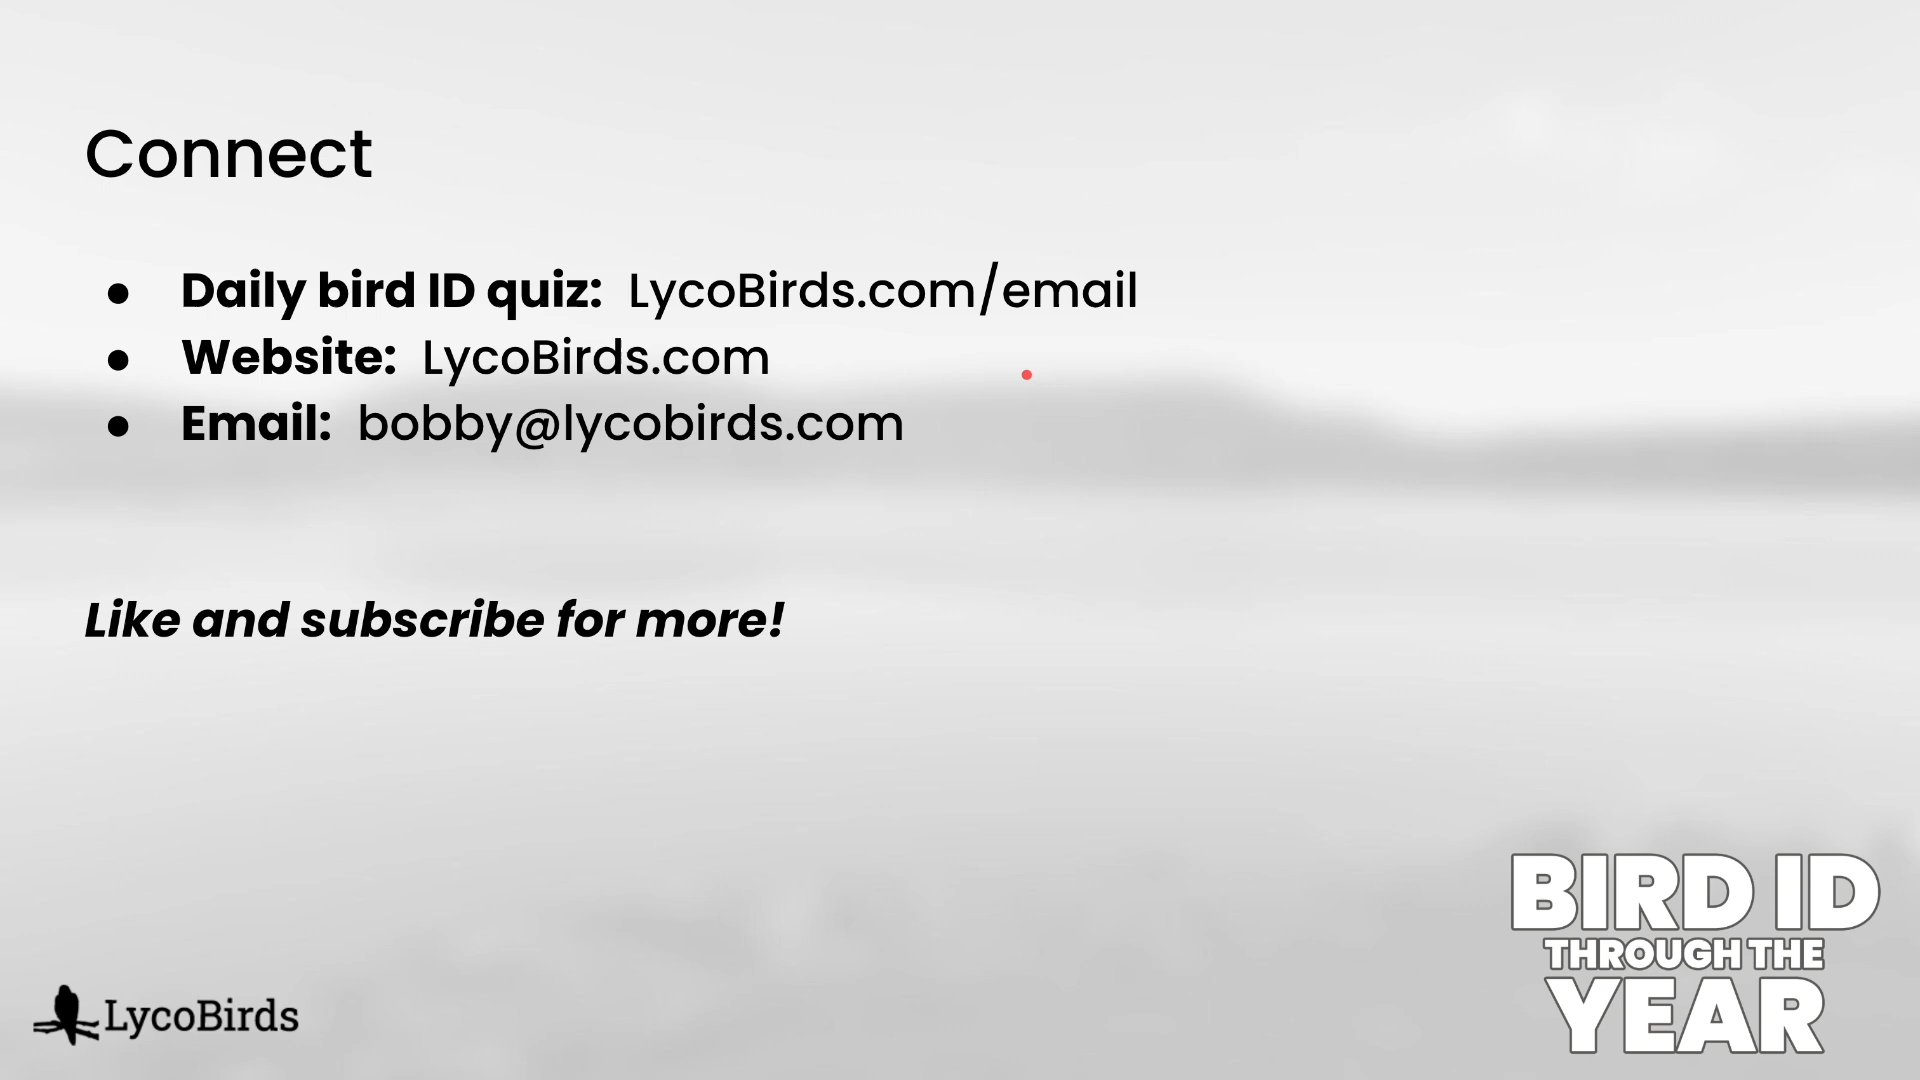 Connect
● Daily bird ID quiz: LycoBirds.com/email
● Website: LycoBirds.com
● Email: bobby@lycobirds.com
Like and subscribe for more!
LycoBirds
BIRD ID
THROUGH THE
YEAR